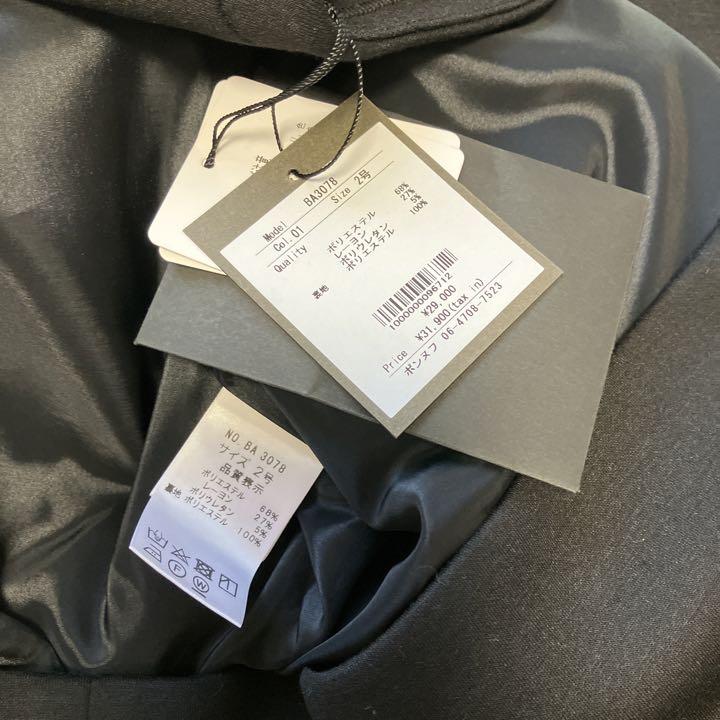 Model BA3078
Col.01 Size 2号
Quality ポリエステル 68%
レーヨン 27%
ポリウレタン 5%
裏地 ポリエステル 100%
100000096712
¥29,000
Price ¥31,900(tax in)
ボンヌフ 06-4708-7523
NO. BA 3078
サイズ 2号
品質表示
ポリエステル 68%
レーヨン 27%
ポリウレタン 5%
裏地 ポリエステル 100%
F
W